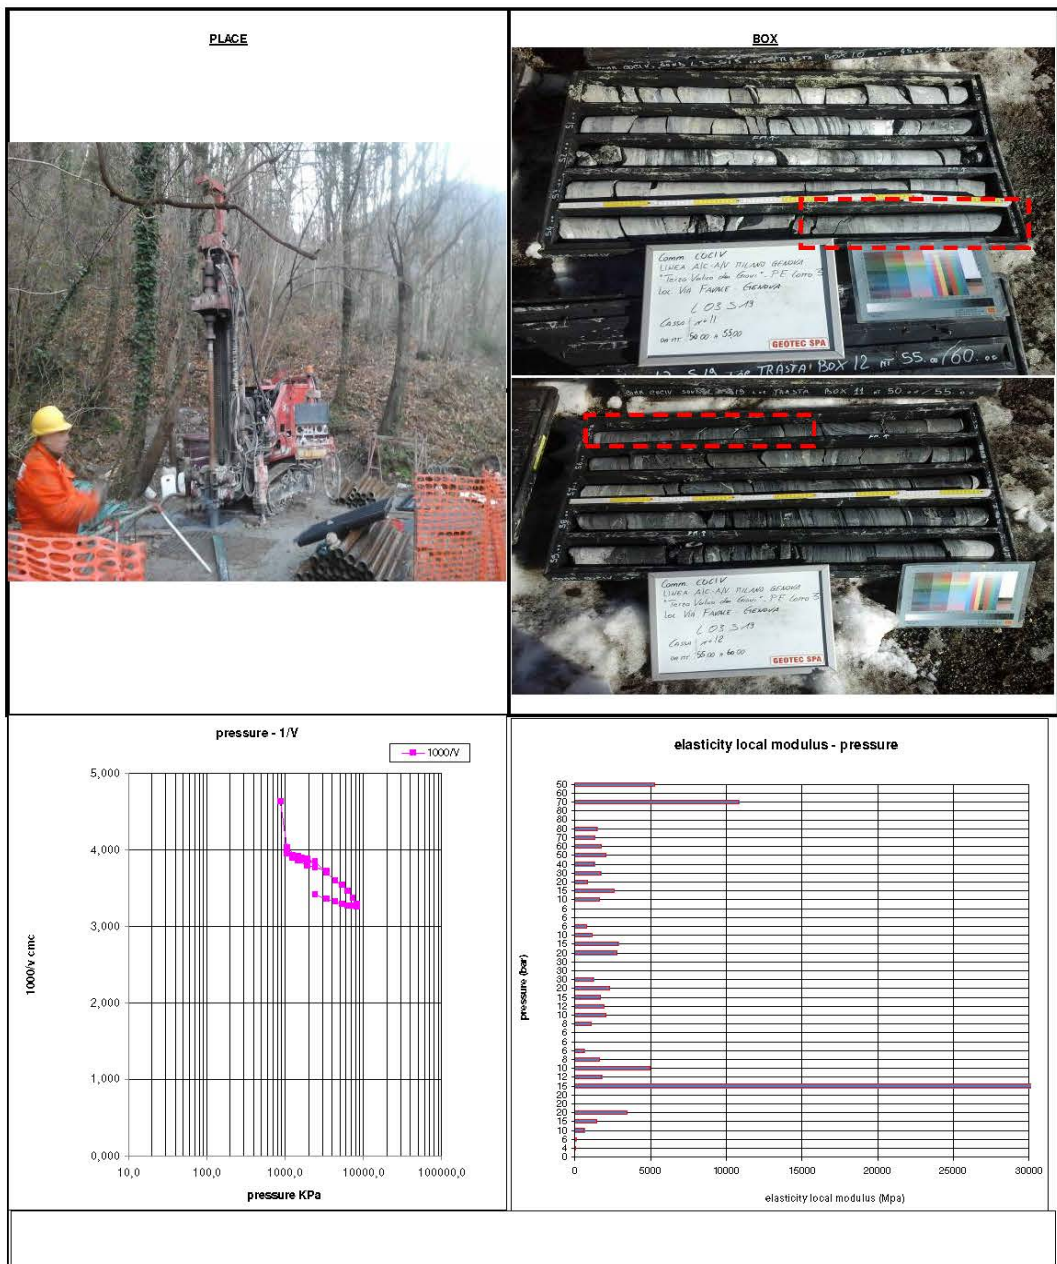 PLACE
BOX
Comm COCIV
LINEA A/C-A/V MILANO GENOVA
"Terzo Valico dei Giovi" - PE Lotto 3
Loc VIA FAVALE - GENOVA
L03 S19
Cassa n°11
da mt 50.00 a 55.00
GEOTEC SPA
TRASTA BOX 12 mt 55.00/60.00
TRASTA BOX 11 mt 50.00 55.00
Comm COCIV
LINEA A/C-A/V MILANO GENOVA
"Terzo Valico dei Giovi" - PE Lotto 3
Loc VIA FAVALE - GENOVA
L03 S19
Cassa n°12
da mt 55.00 a 60.00
GEOTEC SPA
pressure - 1/V
1000/V
5,000
4,000
3,000
2,000
1,000
0,000
1000/v cmc
10,0 100,0 1000,0 10000,0 100000,0
pressure KPa
elasticity local modulus - pressure
50
60
70
80
80
80
70
60
50
40
30
20
15
10
6
6
6
10
15
20
30
30
30
20
15
12
10
8
6
6
6
8
10
12
15
20
20
20
15
10
6
4
0
pressure (bar)
0 5000 10000 15000 20000 25000 30000
elasticity local modulus (Mpa)